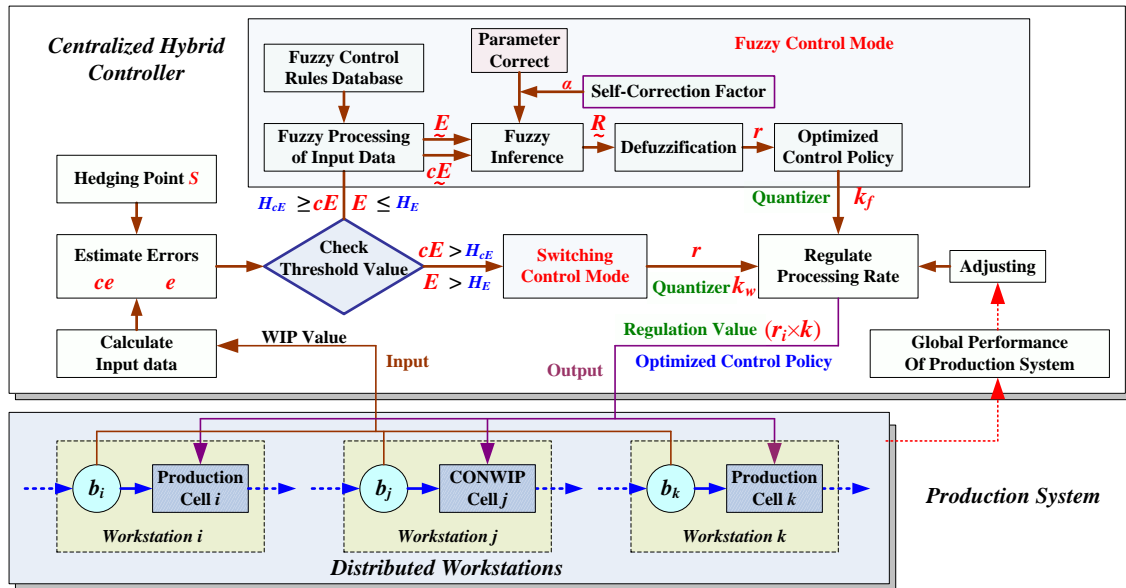 Centralized Hybrid
Controller
Fuzzy Control
Rules Database
Parameter
Correct
Fuzzy Control Mode
α
Self-Correction Factor
Fuzzy Processing
of Input Data
E
cE
Fuzzy
Inference
R
Defuzzification
r
Optimized
Control Policy
Hedging Point S
H_cE ≥ cE
E ≤ H_E
Quantizer k_f
Estimate Errors
ce e
Check
Threshold Value
cE > H_cE
E > H_E
Switching
Control Mode
r
Quantizer k_w
Regulate
Processing Rate
Adjusting
Calculate
Input data
WIP Value
Input
Output
Regulation Value (r_i×k)
Optimized Control Policy
Global Performance
Of Production System
b_i
Production
Cell i
Workstation i
b_j
CONWIP
Cell j
Workstation j
b_k
Production
Cell k
Workstation k
Production System
Distributed Workstations